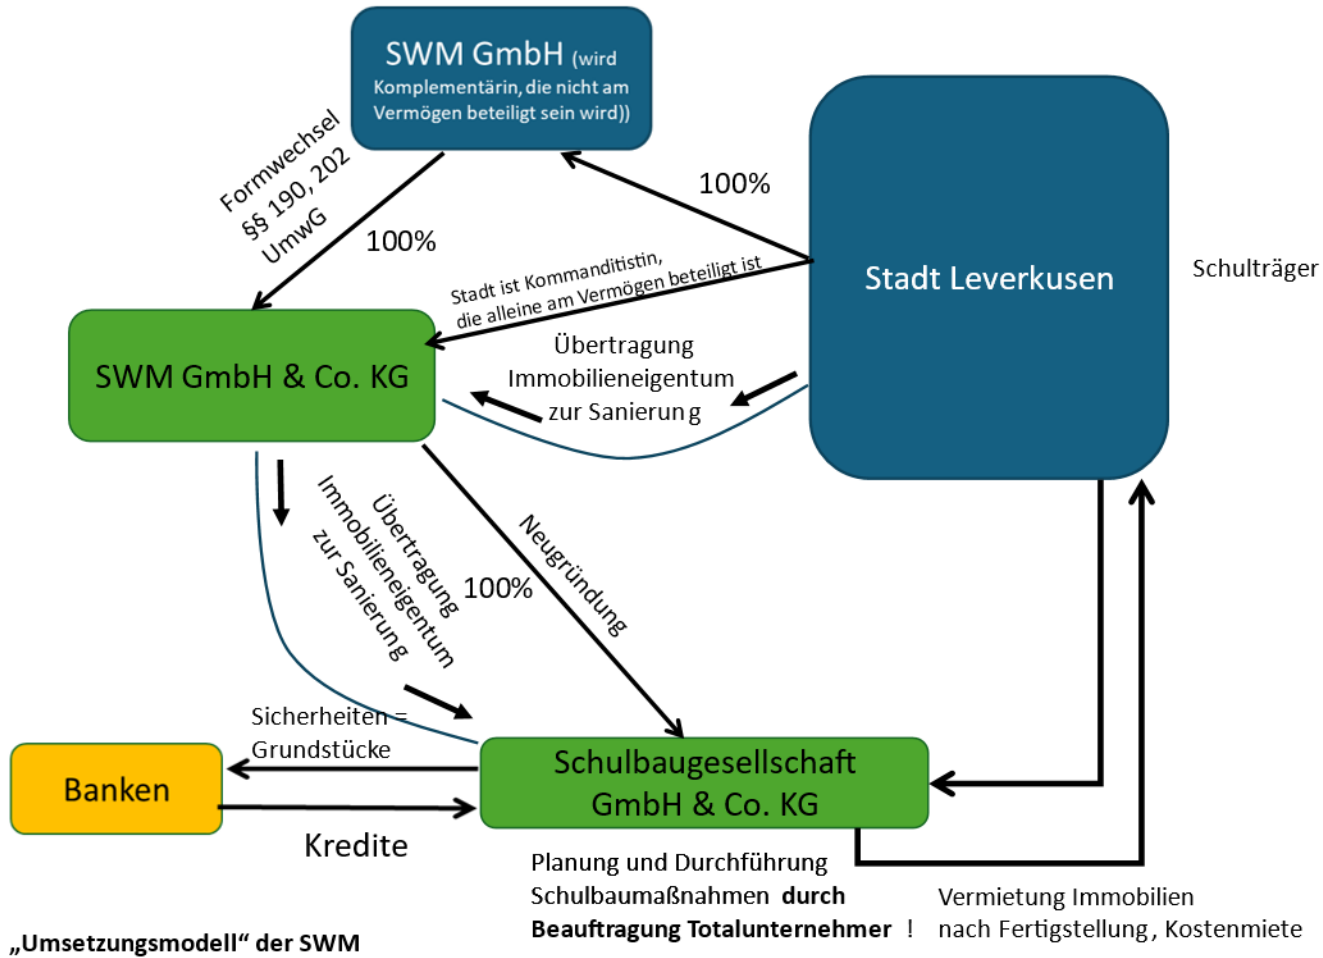 SWM GmbH (wird
Komplementärin, die nicht am
Vermögen beteiligt sein wird))
Formwechsel
§§ 190, 202
UmwG
100%
100%
Stadt ist Kommanditistin,
die alleine am Vermögen beteiligt ist
Stadt Leverkusen
Schulträger
SWM GmbH & Co. KG
Übertragung
Immobilieneigentum
zur Sanierung
Übertragung
Immobilieneigentum
zur Sanierung
100%
Neugründung
Sicherheiten =
Grundstücke
Banken
Kredite
Schulbaugesellschaft
GmbH & Co. KG
Planung und Durchführung
Schulbaumaßnahmen durch
Beauftragung Totalunternehmer !
Vermietung Immobilien
nach Fertigstellung, Kostenmiete
„Umsetzungsmodell“ der SWM